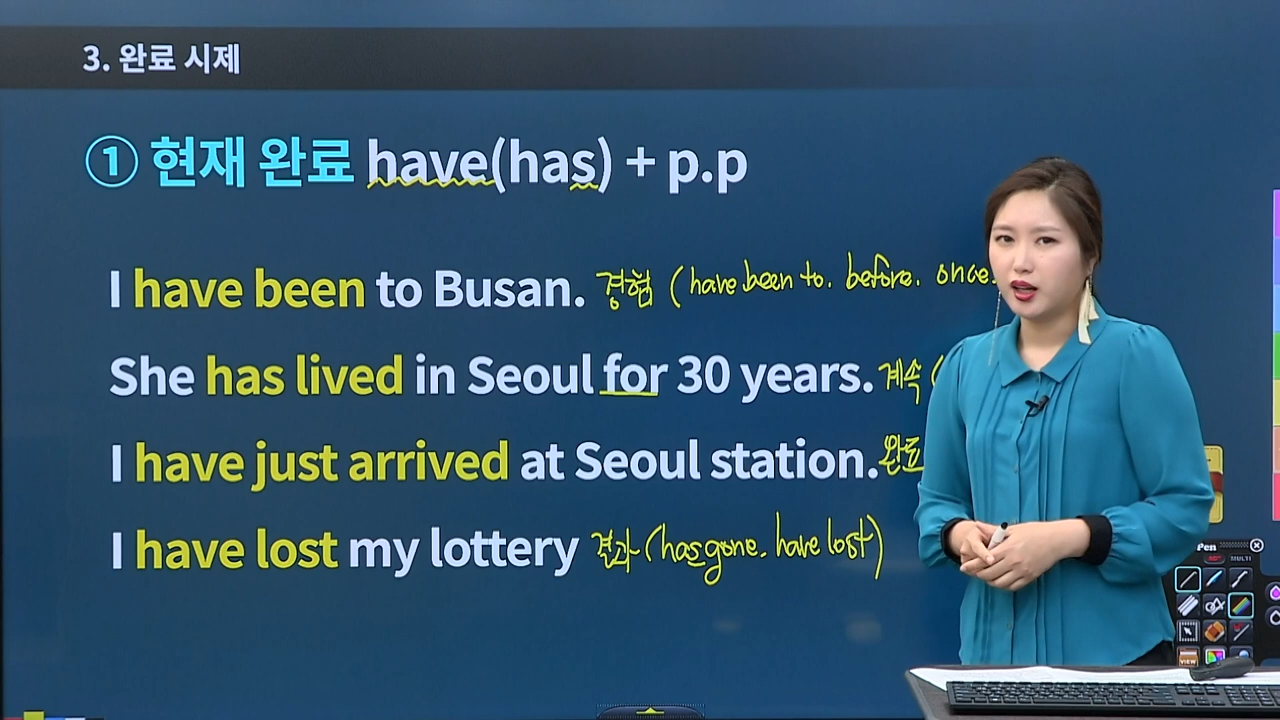 3. 완료 시제
① 현재 완료 have(has) + p.p
I have been to Busan. 경험 (have been to. before. once.
She has lived in Seoul for 30 years. 계속 (
I have just arrived at Seoul station. 완료
I have lost my lottery 결과 (has gone. have lost)
Pen
MULTI
VIEW